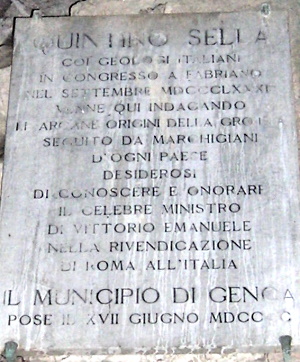 QUINTINO SELLA
COI GEOLOGI ITALIANI
IN CONGRESSO A FABRIANO
NEL SETTEMBRE MDCCCLXXXI
VENNE QUI INDAGANDO
LE ARCANE ORIGINI DELLA GROTTA
SEGUITO DA MARCHIGIANI
D'OGNI PAESE
DESIDEROSI
DI CONOSCERE E ONORARE
IL CELEBRE MINISTRO
DI VITTORIO EMANUELE
NELLA RIVENDICAZIONE
DI ROMA ALL'ITALIA
IL MUNICIPIO DI GENGA
POSE IL XVII GIUGNO